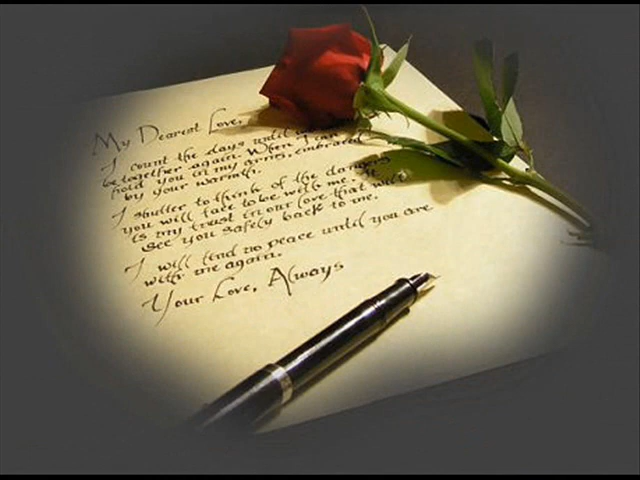 My Dearest Love,
I count the days until we
be together again. When I can
hold you in my arms, embraced
by your warmth.
I shutter to think of the dangers
you will face to be with me. It
is my trust in our love that will
see you safely back to me.
I will find no peace until you are
with me again.
Your Love, Always